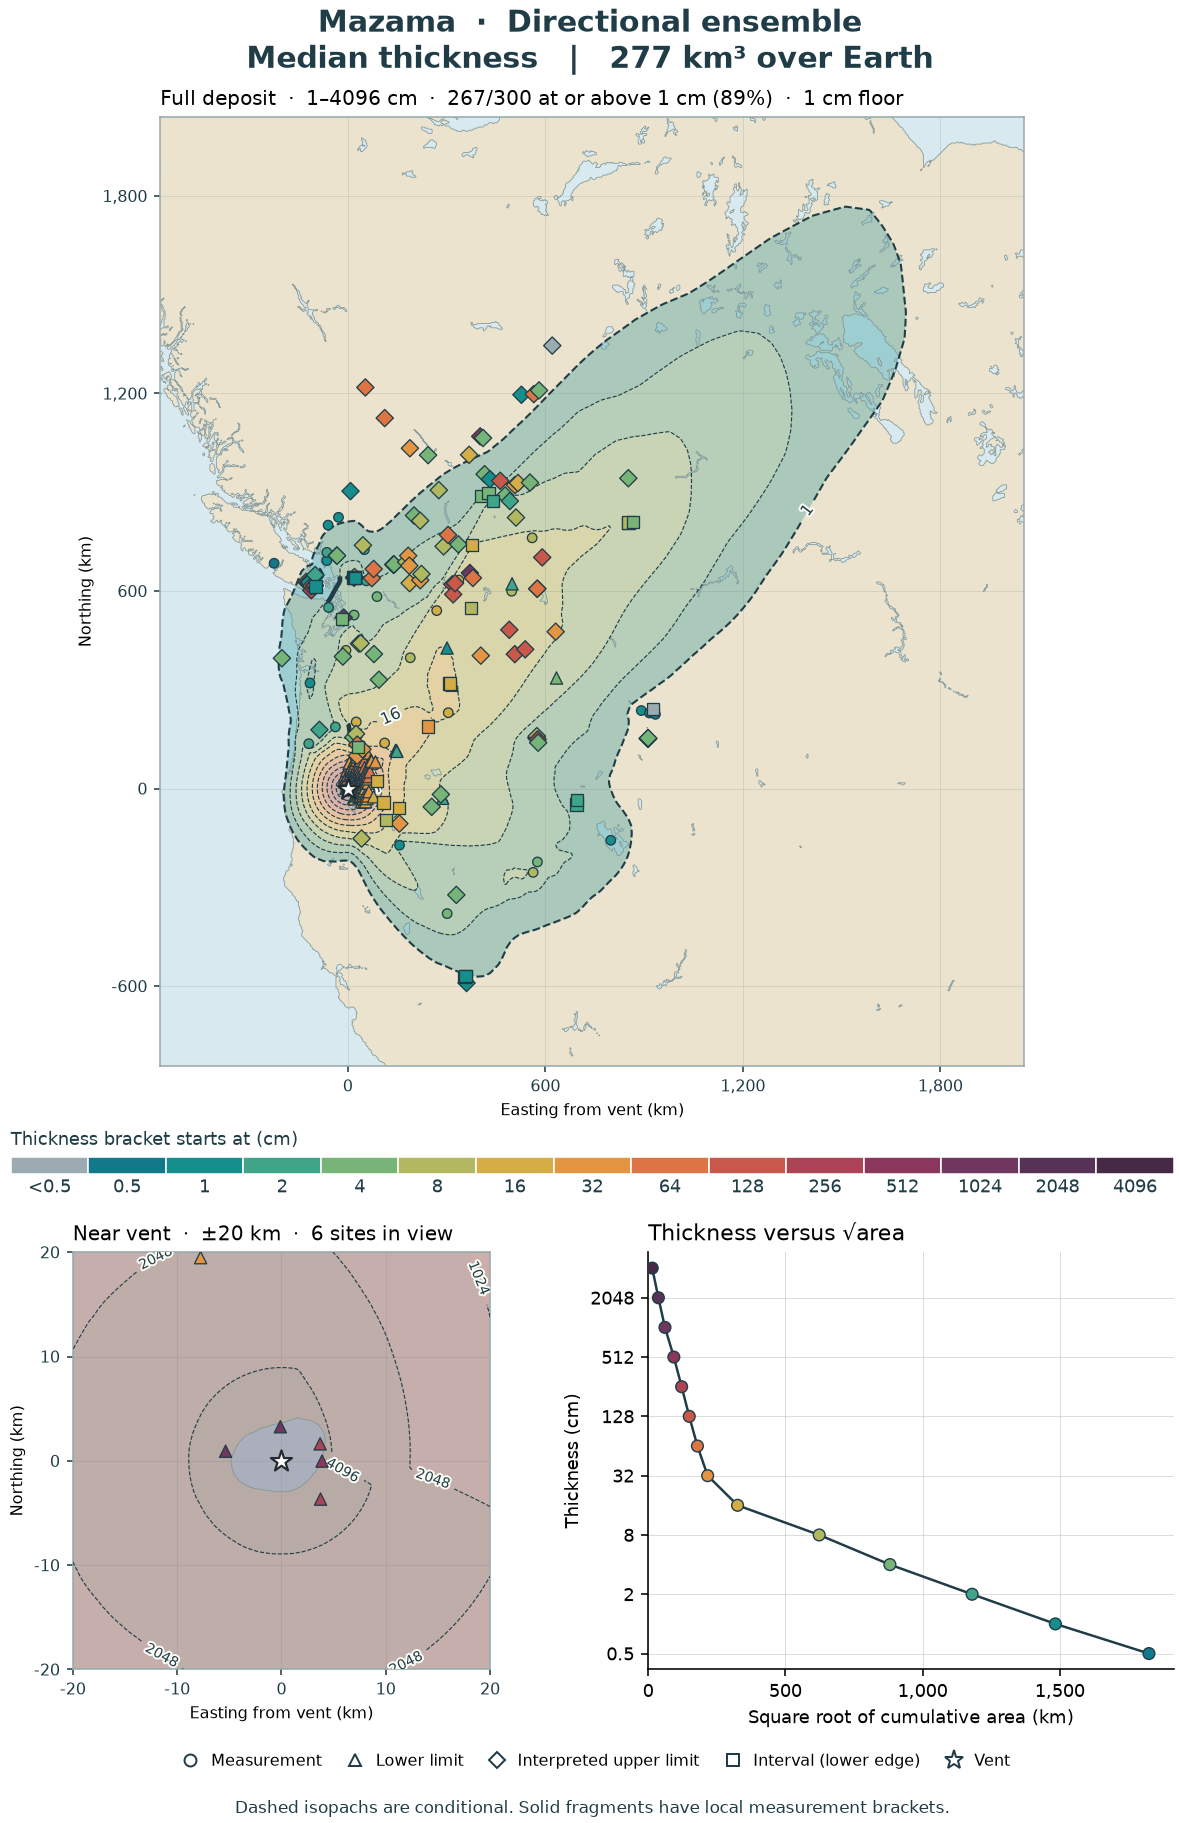 Mazama · Directional ensemble
Median thickness | 277 km³ over Earth
Full deposit · 1–4096 cm · 267/300 at or above 1 cm (89%) · 1 cm floor
1,800
1,200
600
0
-600
Northing (km)
1
16
0
600
1,200
1,800
Easting from vent (km)
Thickness bracket starts at (cm)
<0.5 0.5 1 2 4 8 16 32 64 128 256 512 1024 2048 4096
Near vent · ±20 km · 6 sites in view
20
10
0
-10
-20
Northing (km)
2048
1024
4096
2048
2048
2048
-20
-10
0
10
20
Easting from vent (km)
Thickness versus √area
2048
512
128
32
8
2
0.5
Thickness (cm)
0
500
1,000
1,500
Square root of cumulative area (km)
Measurement
Lower limit
Interpreted upper limit
Interval (lower edge)
Vent
Dashed isopachs are conditional. Solid fragments have local measurement brackets.